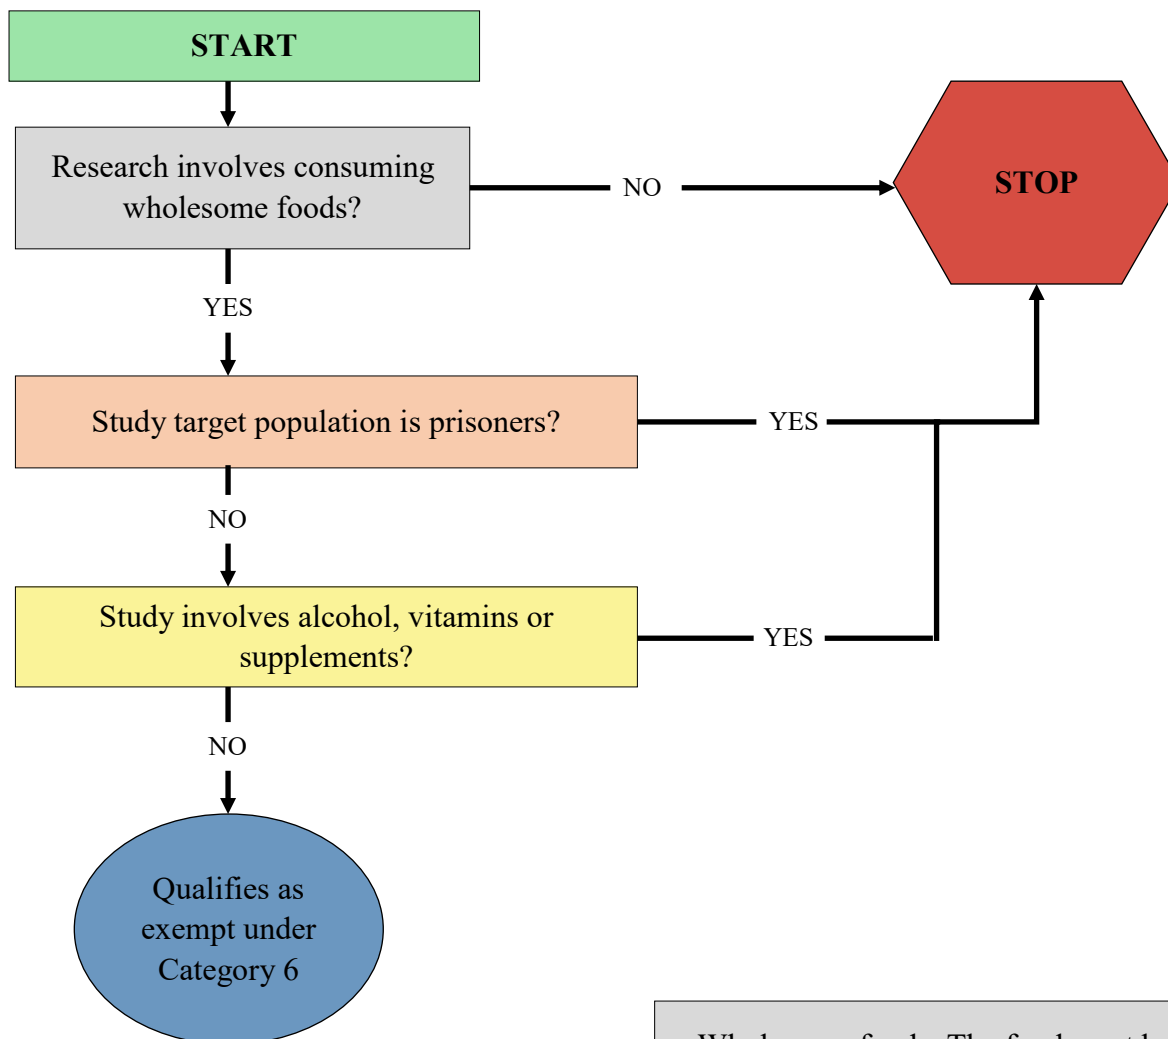 START
Research involves consuming
wholesome foods?
NO
STOP
YES
Study target population is prisoners?
YES
NO
Study involves alcohol, vitamins or
supplements?
YES
NO
Qualifies as
exempt under
Category 6